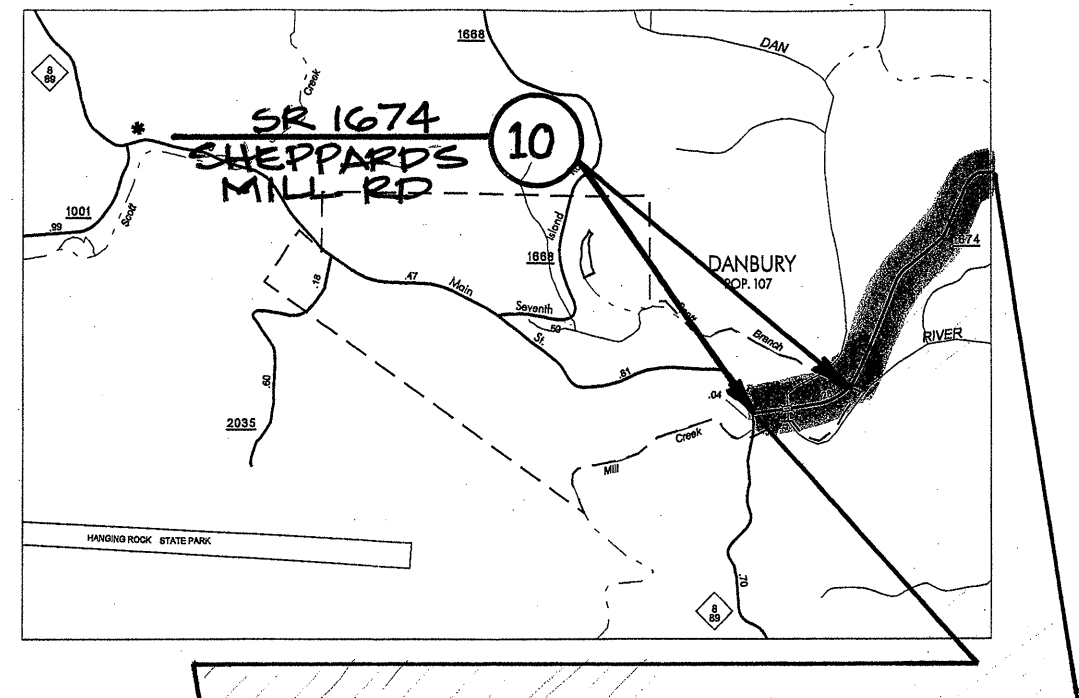 1668
DAN
8
89
Creek
*
SR 1674
SHEPPARDS
MILL RD
10
1001
.99
Scott
Island
1668
1674
DANBURY
POP. 107
.18
.47
Main
Seventh
.50
St.
Scott
Branch
RIVER
.81
.04
.60
2035
Creek
Mill
HANGING ROCK STATE PARK
.70
8
89